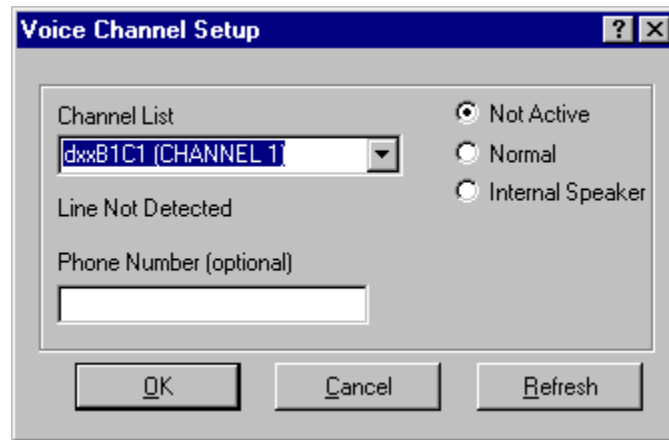 Voice Channel Setup
Channel List
dxxB1C1 (CHANNEL 1)
Line Not Detected
Phone Number (optional)
Not Active
Normal
Internal Speaker
OK
Cancel
Refresh